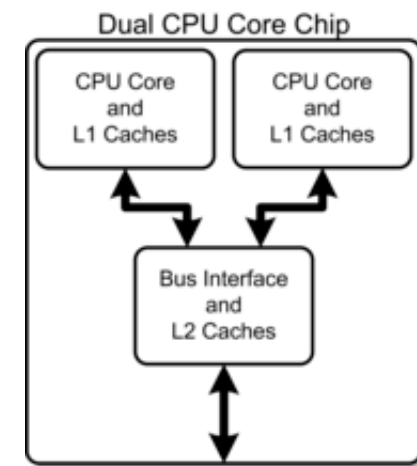 Dual CPU Core Chip
CPU Core
and
L1 Caches
CPU Core
and
L1 Caches
Bus Interface
and
L2 Caches